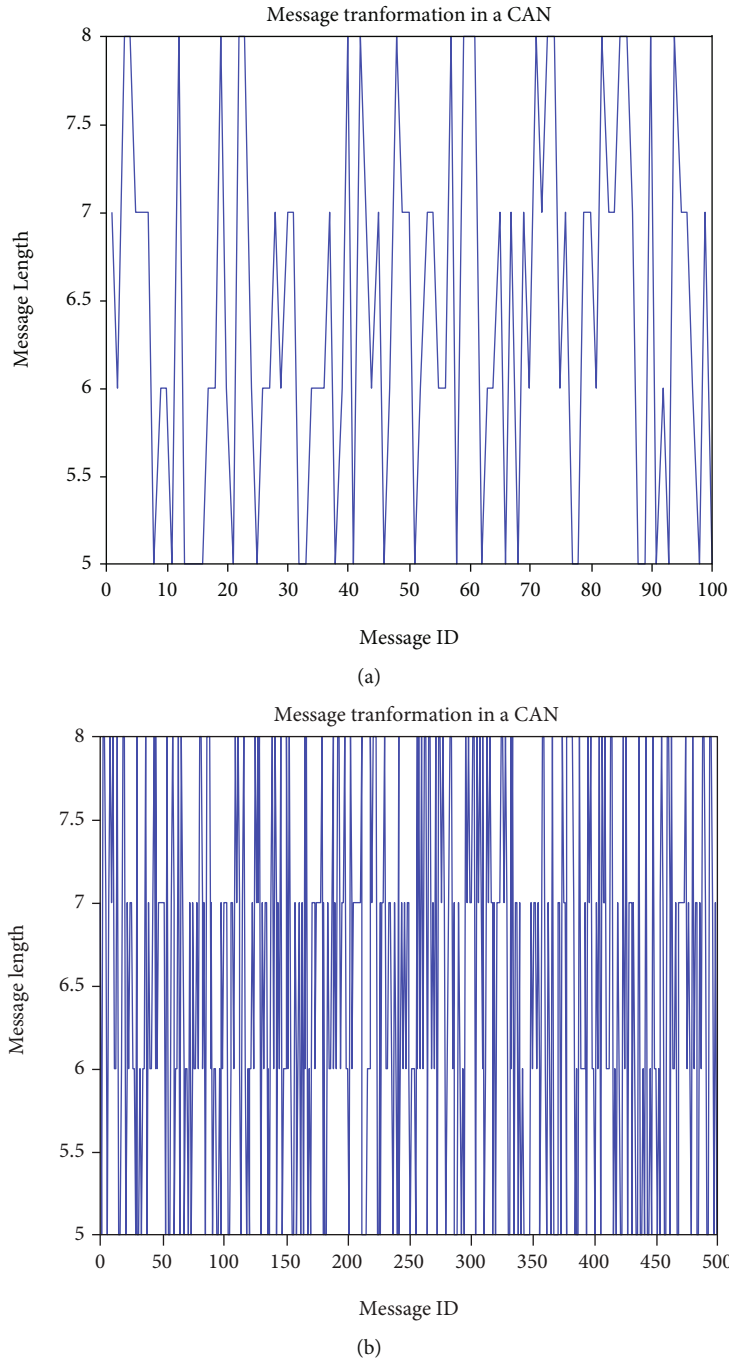 Message tranformation in a CAN
8
7.5
7
6.5
6
5.5
5
Message Length
0 10 20 30 40 50 60 70 80 90 100
Message ID
(a)
Message tranformation in a CAN
8
7.5
7
6.5
6
5.5
5
Message length
0 50 100 150 200 250 300 350 400 450 500
Message ID
(b)